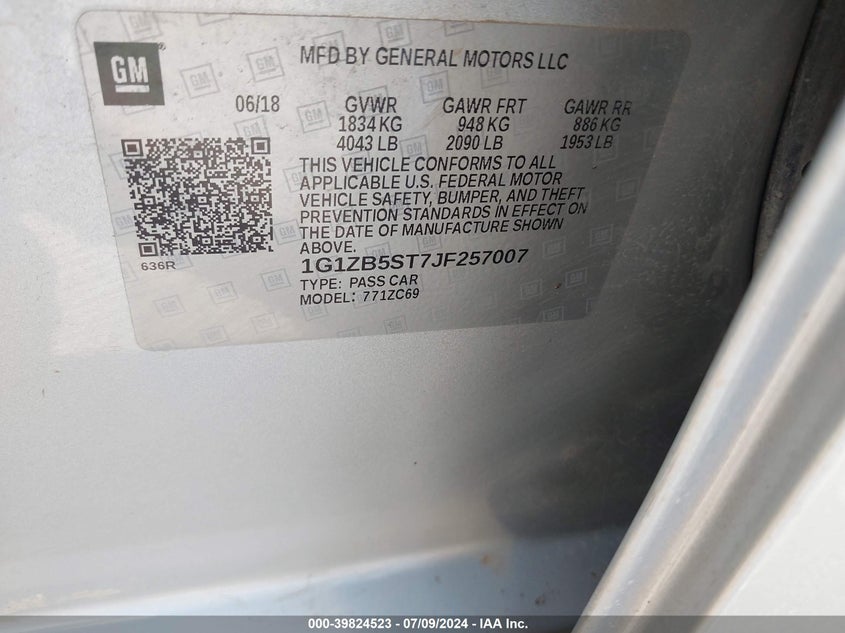 GM
MFD BY GENERAL MOTORS LLC
06/18 GVWR GAWR FRT GAWR RR
1834 KG 948 KG 886 KG
4043 LB 2090 LB 1953 LB
THIS VEHICLE CONFORMS TO ALL
APPLICABLE U.S. FEDERAL MOTOR
VEHICLE SAFETY, BUMPER, AND THEFT
PREVENTION STANDARDS IN EFFECT ON
THE DATE OF MANUFACTURE SHOWN
ABOVE.
636R
1G1ZB5ST7JF257007
TYPE: PASS CAR
MODEL: 771ZC69
000-39824523 / 07/09/2024 - IAA Inc.